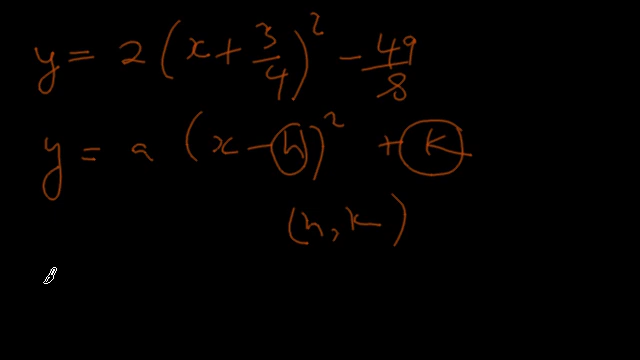 y = 2 (x + 3/4)² - 49/8
y = a (x - h)² + k
(h, k)